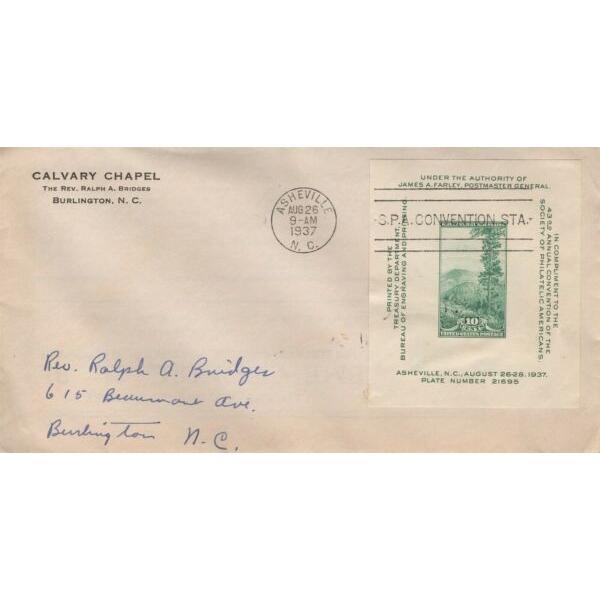 CALVARY CHAPEL
THE REV. RALPH A. BRIDGES
BURLINGTON, N. C.
ASHEVILLE
AUG 26
9-AM
1937
N. C.
S.P.A. CONVENTION STA.
UNDER THE AUTHORITY OF
JAMES A. FARLEY, POSTMASTER GENERAL
PRINTED BY THE
TREASURY DEPARTMENT,
BUREAU OF ENGRAVING AND PRINTING.
IN COMPLIMENT TO THE
43RD ANNUAL CONVENTION OF THE
SOCIETY OF PHILATELIC AMERICANS.
10
CENTS
UNITED STATES POSTAGE
ASHEVILLE, N.C., AUGUST 26-28, 1937.
PLATE NUMBER 21695
Rev. Ralph A. Bridges
615 Beaumont Ave.
Burlington N.C.